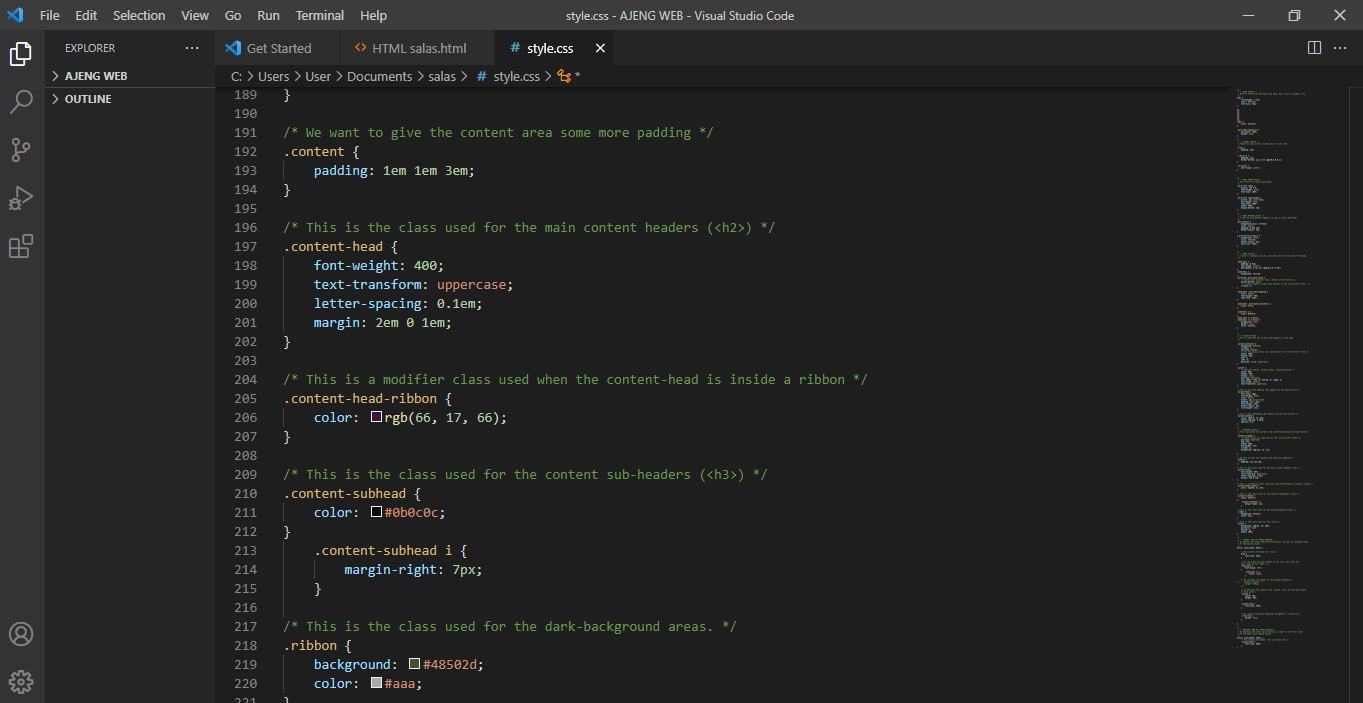 File Edit Selection View Go Run Terminal Help style.css - AJENG WEB - Visual Studio Code
EXPLORER
AJENG WEB
OUTLINE
Get Started HTML salas.html # style.css
C: > Users > User > Documents > salas > # style.css > *
189 }
190
191 /* We want to give the content area some more padding */
192 .content {
193 padding: 1em 1em 3em;
194 }
195
196 /* This is the class used for the main content headers (<h2>) */
197 .content-head {
198 font-weight: 400;
199 text-transform: uppercase;
200 letter-spacing: 0.1em;
201 margin: 2em 0 1em;
202 }
203
204 /* This is a modifier class used when the content-head is inside a ribbon */
205 .content-head-ribbon {
206 color: rgb(66, 17, 66);
207 }
208
209 /* This is the class used for the content sub-headers (<h3>) */
210 .content-subhead {
211 color: #0b0c0c;
212 }
213 .content-subhead i {
214 margin-right: 7px;
215 }
216
217 /* This is the class used for the dark-background areas. */
218 .ribbon {
219 background: #48502d;
220 color: #aaa;
221 }